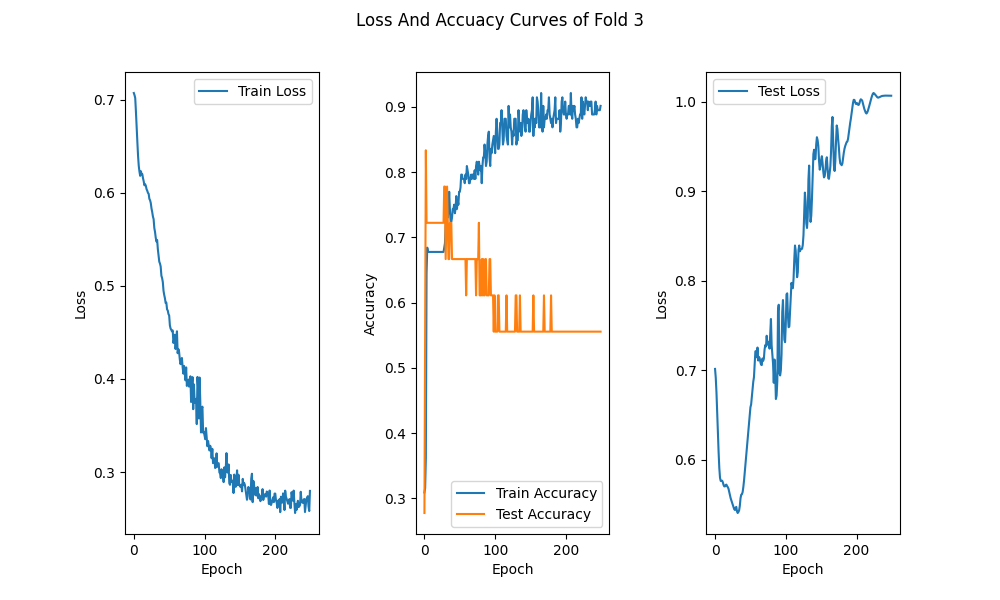 Loss And Accuacy Curves of Fold 3
Train Loss
0.7
0.6
0.5
0.4
0.3
Loss
0
100
200
Epoch
0.9
0.8
0.7
0.6
0.5
0.4
0.3
Accuracy
Train Accuracy
Test Accuracy
0
100
200
Epoch
Test Loss
1.0
0.9
0.8
0.7
0.6
Loss
0
100
200
Epoch